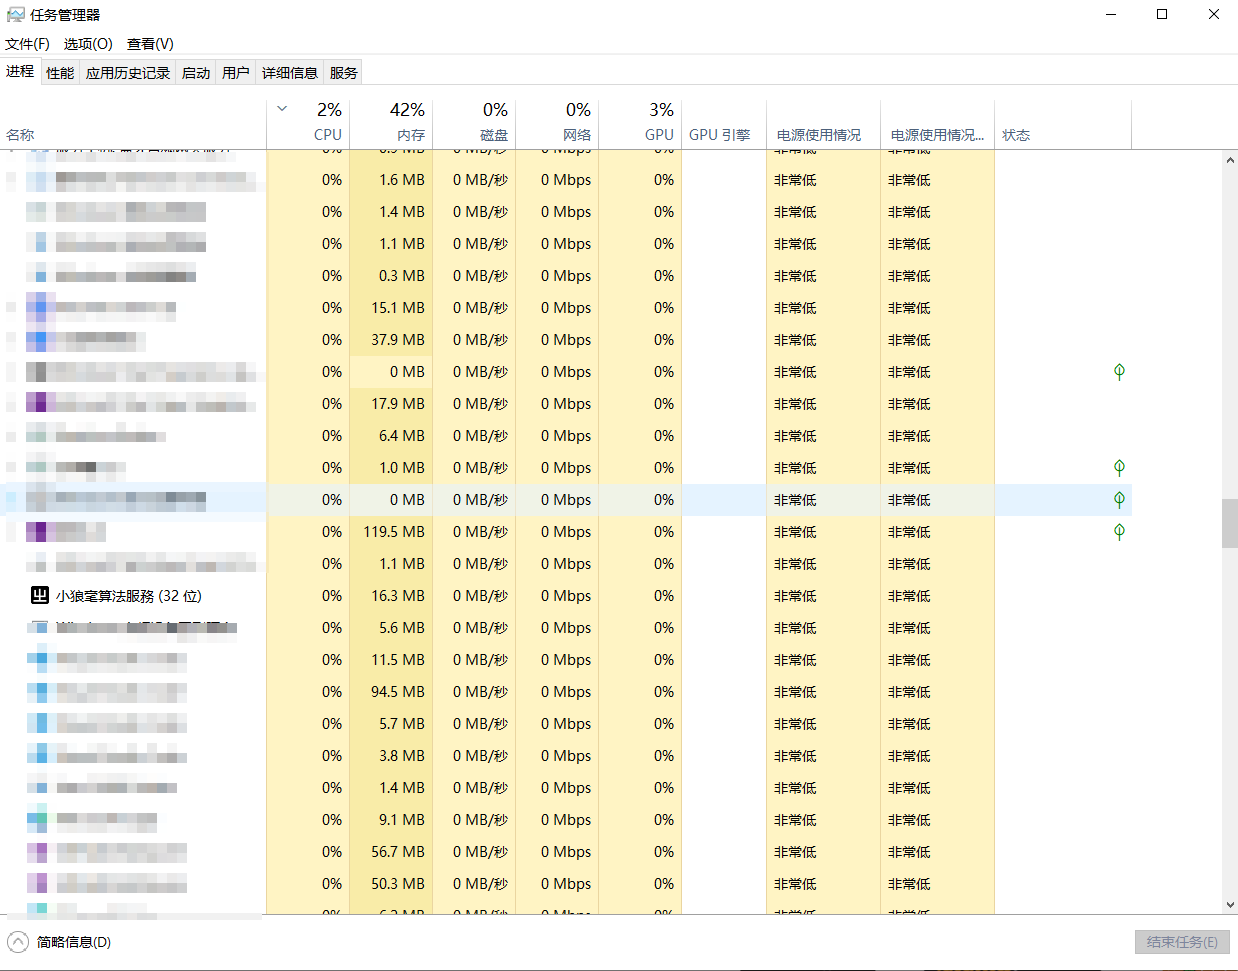 任务管理器
文件(F) 选项(O) 查看(V)
进程 性能 应用历史记录 启动 用户 详细信息 服务
2% 42% 0% 0% 3%
名称 CPU 内存 磁盘 网络 GPU GPU 引擎 电源使用情况 电源使用情况... 状态
0% 1.6 MB 0 MB/秒 0 Mbps 0% 非常低 非常低
0% 1.4 MB 0 MB/秒 0 Mbps 0% 非常低 非常低
0% 1.1 MB 0 MB/秒 0 Mbps 0% 非常低 非常低
0% 0.3 MB 0 MB/秒 0 Mbps 0% 非常低 非常低
0% 15.1 MB 0 MB/秒 0 Mbps 0% 非常低 非常低
0% 37.9 MB 0 MB/秒 0 Mbps 0% 非常低 非常低
0% 0 MB 0 MB/秒 0 Mbps 0% 非常低 非常低
0% 17.9 MB 0 MB/秒 0 Mbps 0% 非常低 非常低
0% 6.4 MB 0 MB/秒 0 Mbps 0% 非常低 非常低
0% 1.0 MB 0 MB/秒 0 Mbps 0% 非常低 非常低
0% 0 MB 0 MB/秒 0 Mbps 0% 非常低 非常低
0% 119.5 MB 0 MB/秒 0 Mbps 0% 非常低 非常低
0% 1.1 MB 0 MB/秒 0 Mbps 0% 非常低 非常低
小狼毫算法服務 (32 位) 0% 16.3 MB 0 MB/秒 0 Mbps 0% 非常低 非常低
0% 5.6 MB 0 MB/秒 0 Mbps 0% 非常低 非常低
0% 11.5 MB 0 MB/秒 0 Mbps 0% 非常低 非常低
0% 94.5 MB 0 MB/秒 0 Mbps 0% 非常低 非常低
0% 5.7 MB 0 MB/秒 0 Mbps 0% 非常低 非常低
0% 3.8 MB 0 MB/秒 0 Mbps 0% 非常低 非常低
0% 1.4 MB 0 MB/秒 0 Mbps 0% 非常低 非常低
0% 9.1 MB 0 MB/秒 0 Mbps 0% 非常低 非常低
0% 56.7 MB 0 MB/秒 0 Mbps 0% 非常低 非常低
0% 50.3 MB 0 MB/秒 0 Mbps 0% 非常低 非常低
简略信息(D) 结束任务(E)